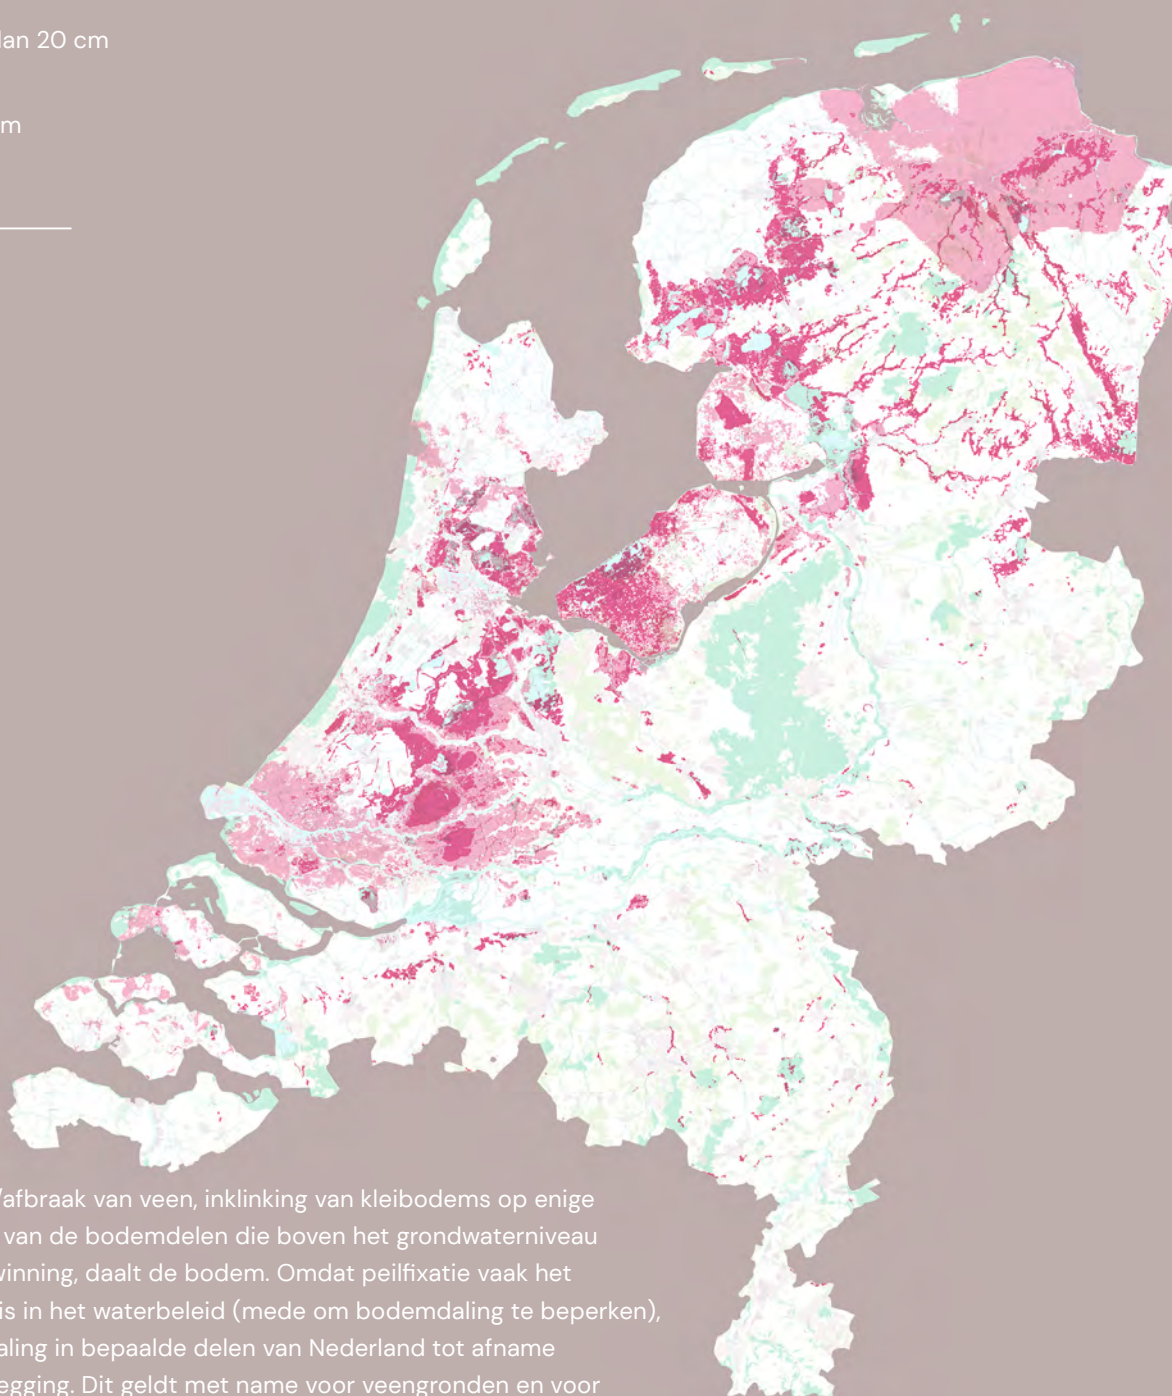 dan 20 cm
m
/afbraak van veen, inklinking van kleibodems op enige
van de bodemdelen die boven het grondwaterniveau
winning, daalt de bodem. Omdat peilfixatie vaak het
is in het waterbeleid (mede om bodemdaling te beperken),
aling in bepaalde delen van Nederland tot afname
egging. Dit geldt met name voor veengronden en voor